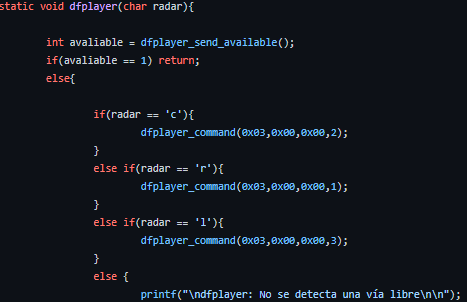 static void dfplayer(char radar){
int avaliable = dfplayer_send_available();
if(avaliable == 1) return;
else{
if(radar == 'c'){
dfplayer_command(0x03,0x00,0x00,2);
}
else if(radar == 'r'){
dfplayer_command(0x03,0x00,0x00,1);
}
else if(radar == 'l'){
dfplayer_command(0x03,0x00,0x00,3);
}
else {
printf("\ndfplayer: No se detecta una vía libre\n\n");